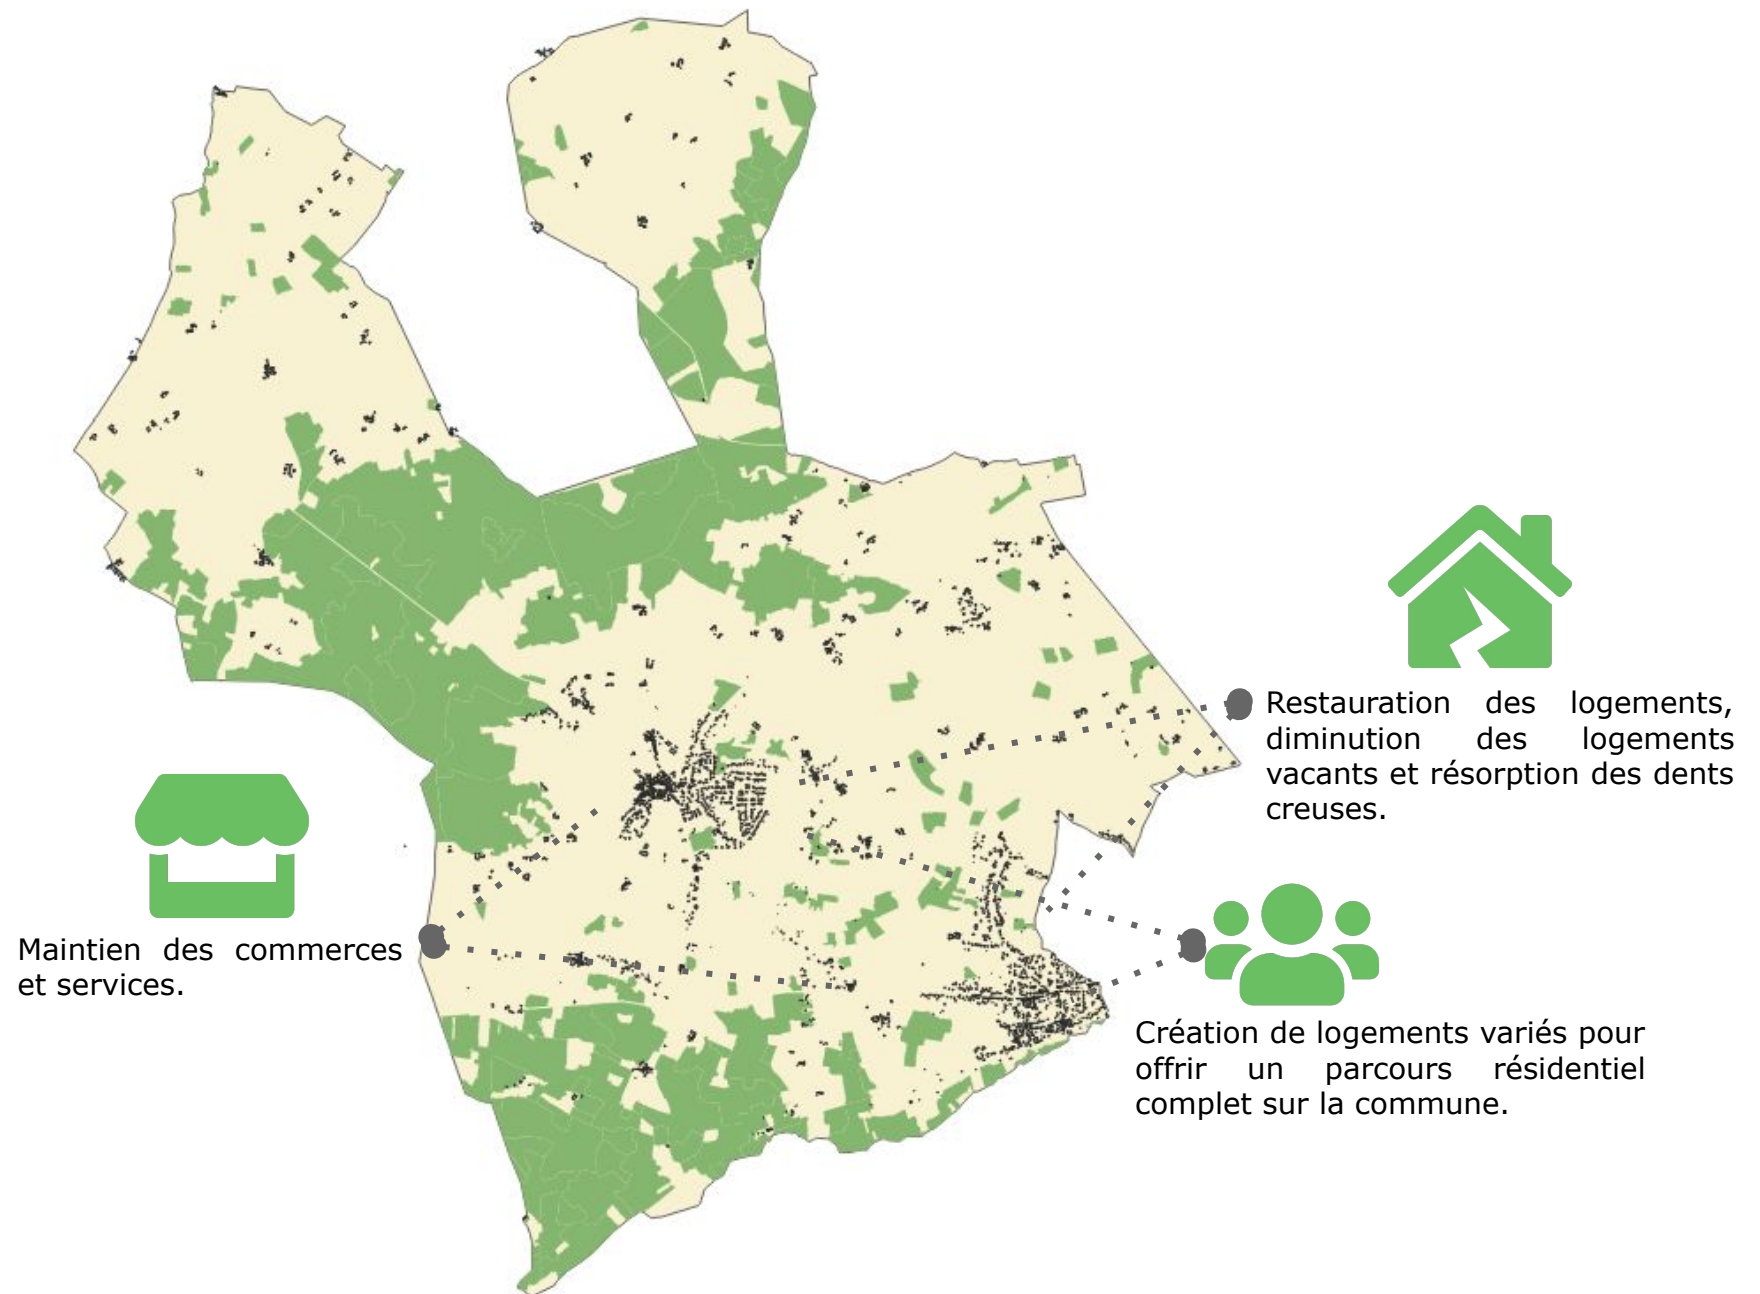 Restauration des logements,
diminution des logements
vacants et résorption des dents
creuses.
Maintien des commerces
et services.
Création de logements variés pour
offrir un parcours résidentiel
complet sur la commune.